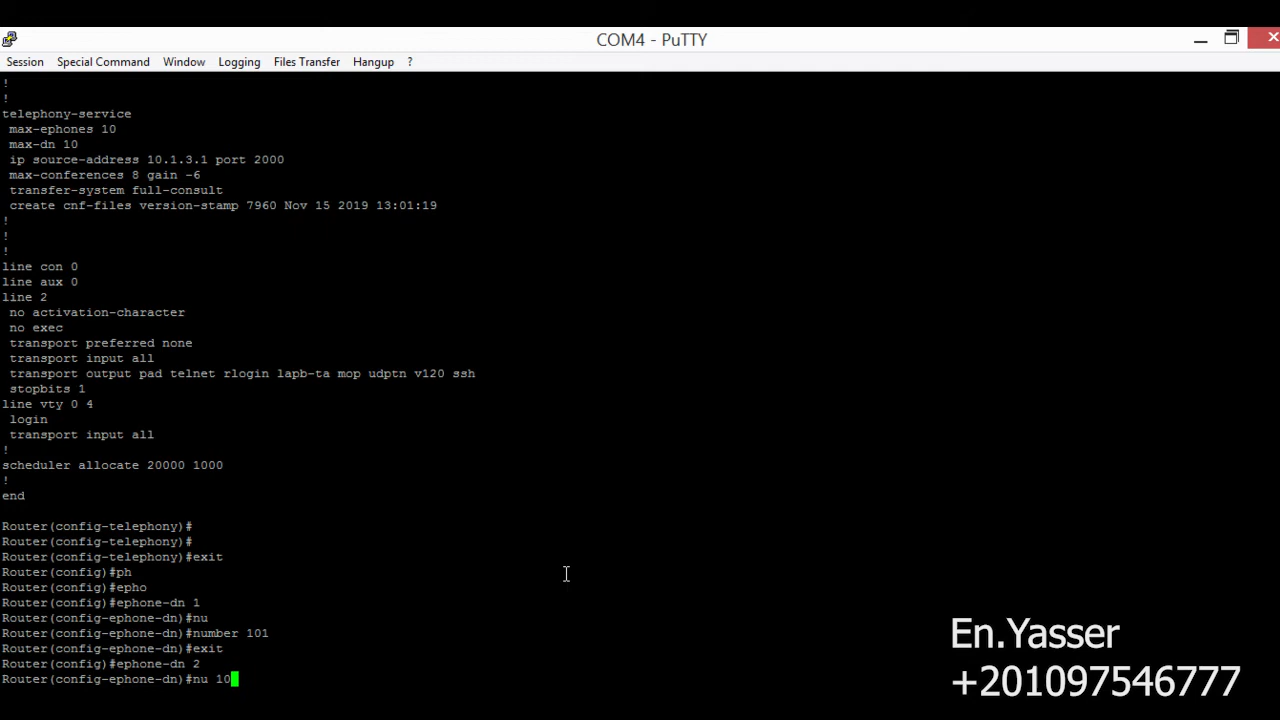 COM4 - PuTTY
Session Special Command Window Logging Files Transfer Hangup ?
!
!
telephony-service
 max-ephones 10
 max-dn 10
 ip source-address 10.1.3.1 port 2000
 max-conferences 8 gain -6
 transfer-system full-consult
 create cnf-files version-stamp 7960 Nov 15 2019 13:01:19
!
!
!
line con 0
line aux 0
line 2
 no activation-character
 no exec
 transport preferred none
 transport input all
 transport output pad telnet rlogin lapb-ta mop udptn v120 ssh
 stopbits 1
line vty 0 4
 login
 transport input all
!
scheduler allocate 20000 1000
!
end
Router(config-telephony)#
Router(config-telephony)#
Router(config-telephony)#exit
Router(config)#ph
Router(config)#epho
Router(config)#ephone-dn 1
Router(config-ephone-dn)#nu
Router(config-ephone-dn)#number 101
Router(config-ephone-dn)#exit
Router(config)#ephone-dn 2
Router(config-ephone-dn)#nu 10
En.Yasser
+201097546777